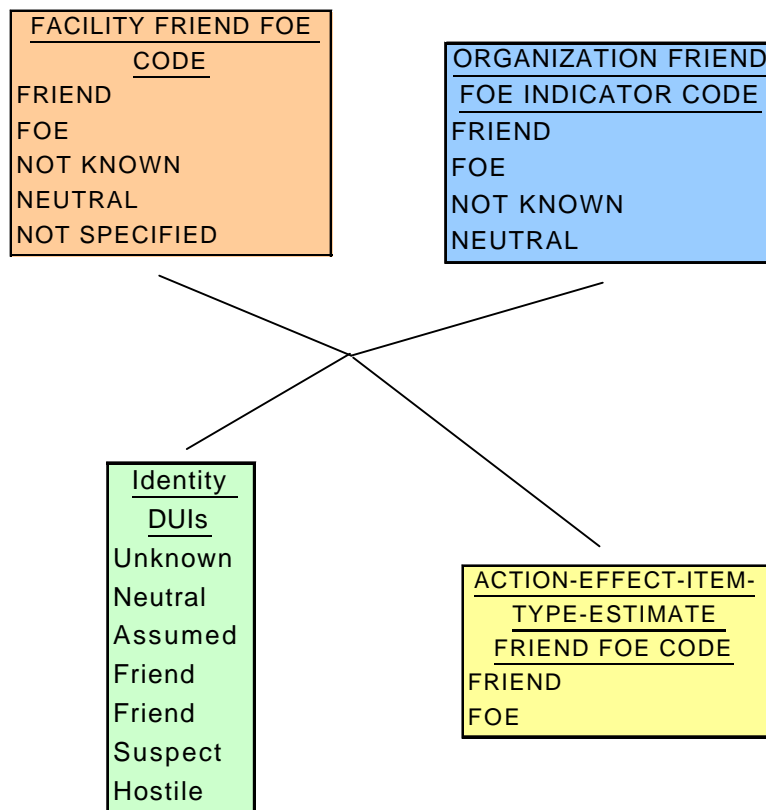 FACILITY FRIEND FOE
CODE
FRIEND
FOE
NOT KNOWN
NEUTRAL
NOT SPECIFIED
ORGANIZATION FRIEND
FOE INDICATOR CODE
FRIEND
FOE
NOT KNOWN
NEUTRAL
Identity
DUIs
Unknown
Neutral
Assumed
Friend
Friend
Suspect
Hostile
ACTION-EFFECT-ITEM-
TYPE-ESTIMATE
FRIEND FOE CODE
FRIEND
FOE